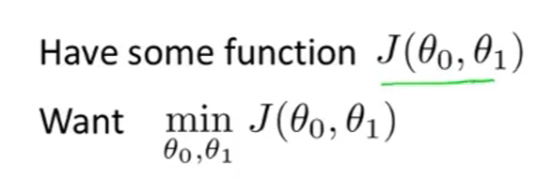 Have some function J(θ₀, θ₁)
Want min J(θ₀, θ₁)
θ₀,θ₁